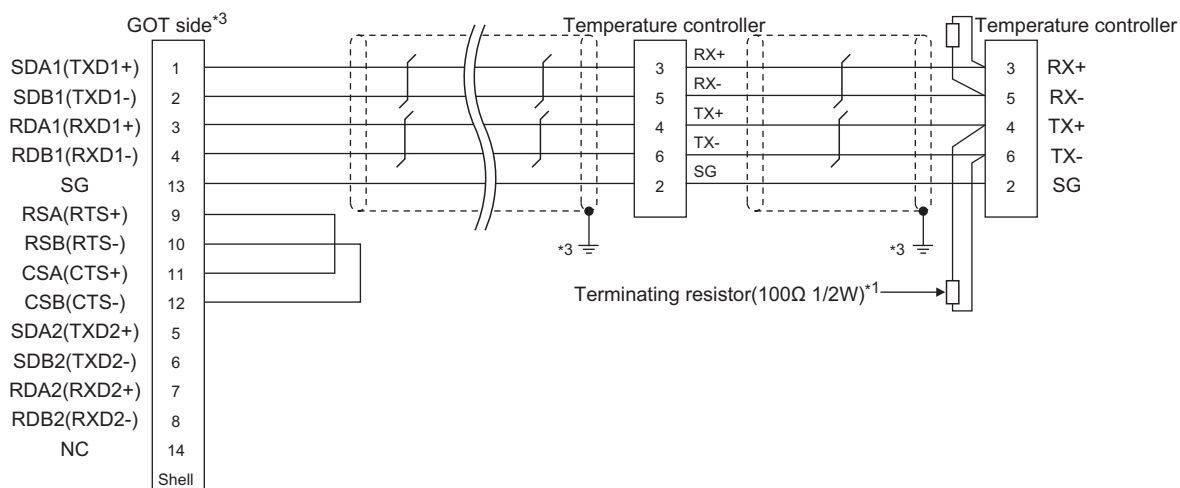 GOT side*3
Temperature controller
Temperature controller
SDA1(TXD1+) 1
SDB1(TXD1-) 2
RDA1(RXD1+) 3
RDB1(RXD1-) 4
SG 13
RSA(RTS+) 9
RSB(RTS-) 10
CSA(CTS+) 11
CSB(CTS-) 12
SDA2(TXD2+) 5
SDB2(TXD2-) 6
RDA2(RXD2+) 7
RDB2(RXD2-) 8
NC 14
Shell
3 RX+
5 RX-
4 TX+
6 TX-
2 SG
3 RX+
5 RX-
4 TX+
6 TX-
2 SG
*3
*3
Terminating resistor(100Ω 1/2W)*1